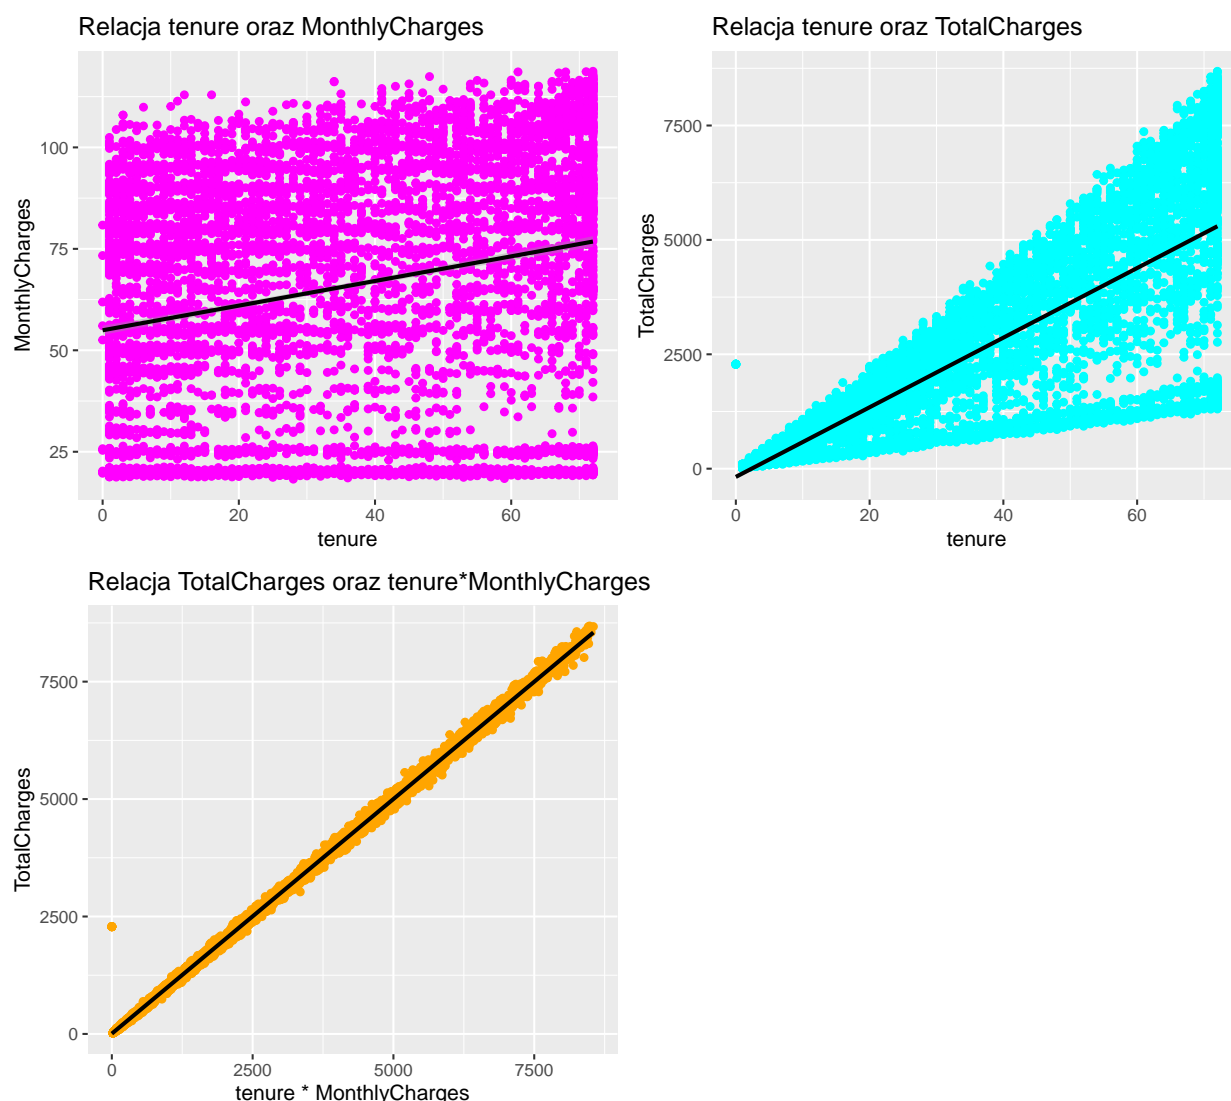 Relacja tenure oraz MonthlyCharges
100
75
50
25
MonthlyCharges
0 20 40 60
tenure
Relacja tenure oraz TotalCharges
7500
5000
2500
0
TotalCharges
0 20 40 60
tenure
Relacja TotalCharges oraz tenure*MonthlyCharges
7500
5000
2500
0
TotalCharges
0 2500 5000 7500
tenure * MonthlyCharges